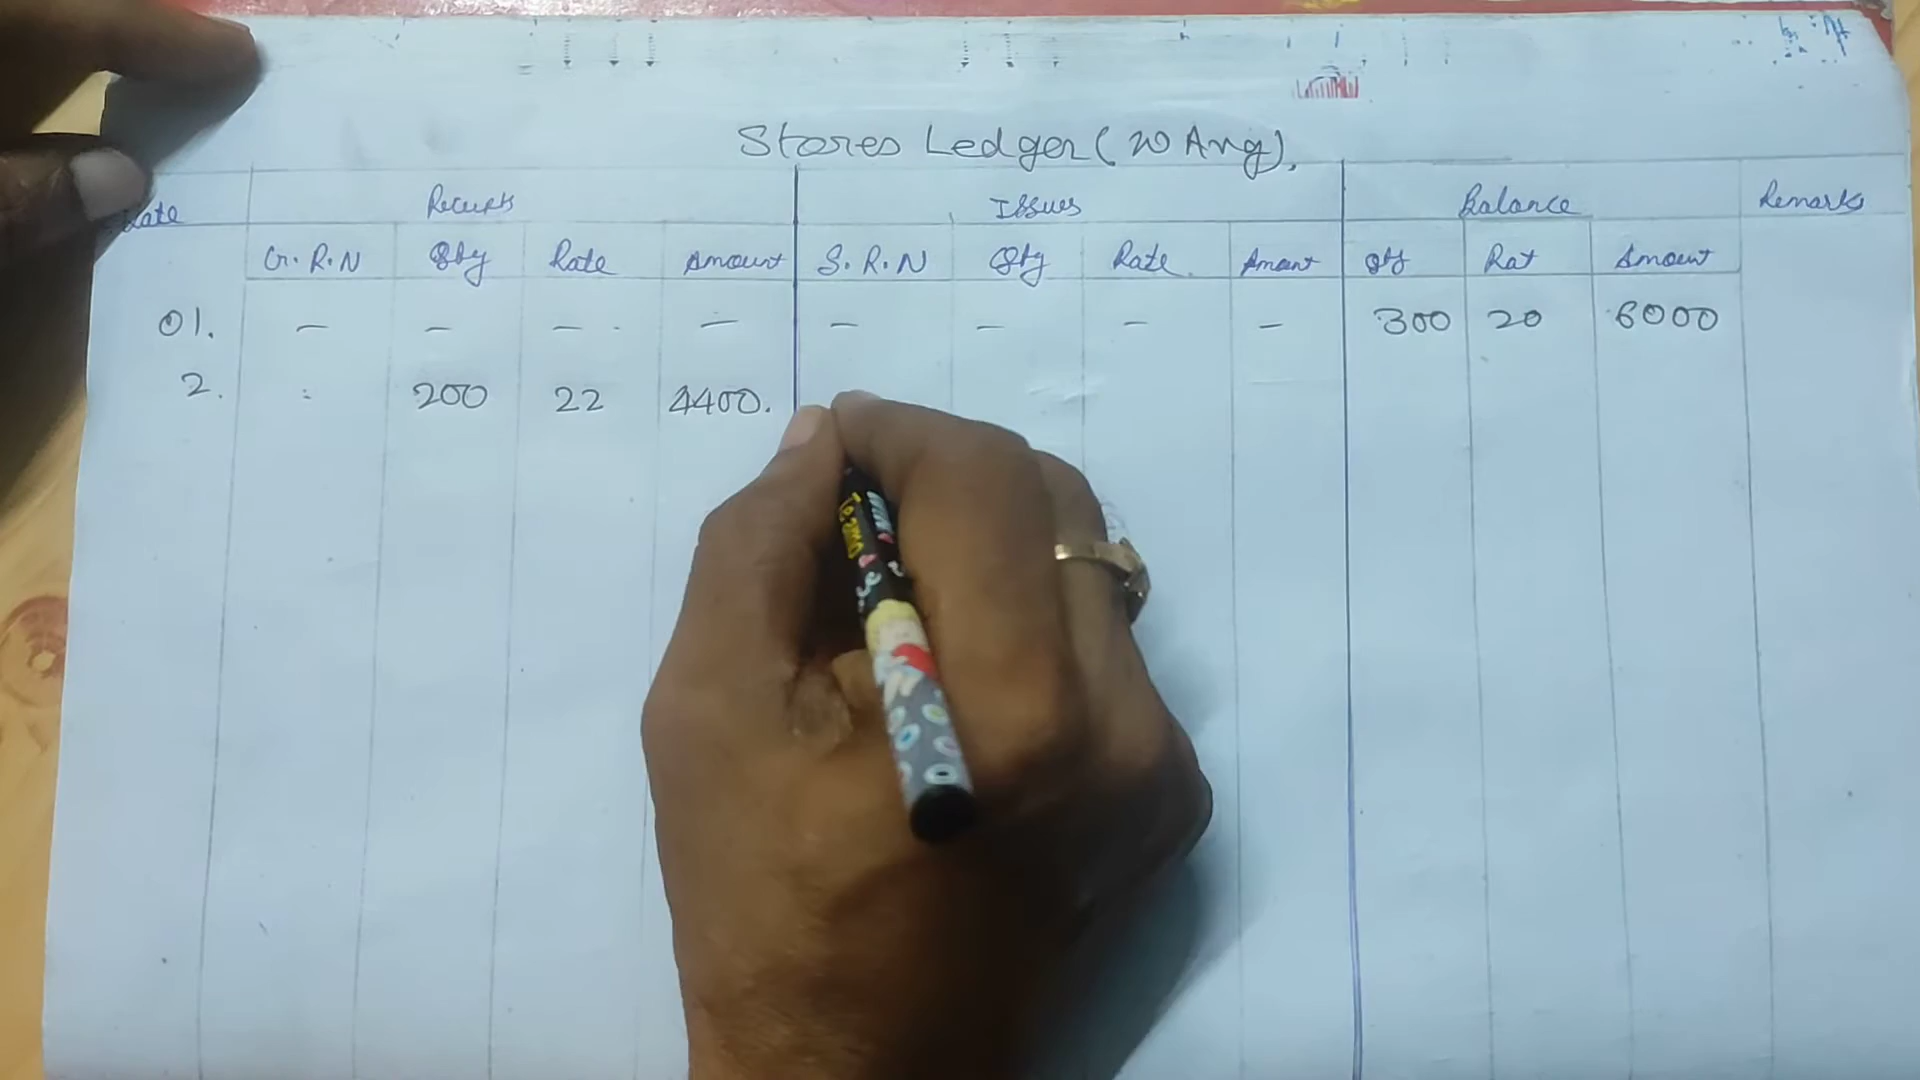 Stores Ledger (W Avg).
Date Receipts Issues Balance Remarks
G. R. N Qty Rate Amount S. R. N Qty Rate. Amount Qty Rat Amount
01. — — — — — — — — 300 20 6000
2. 200 22 4400.